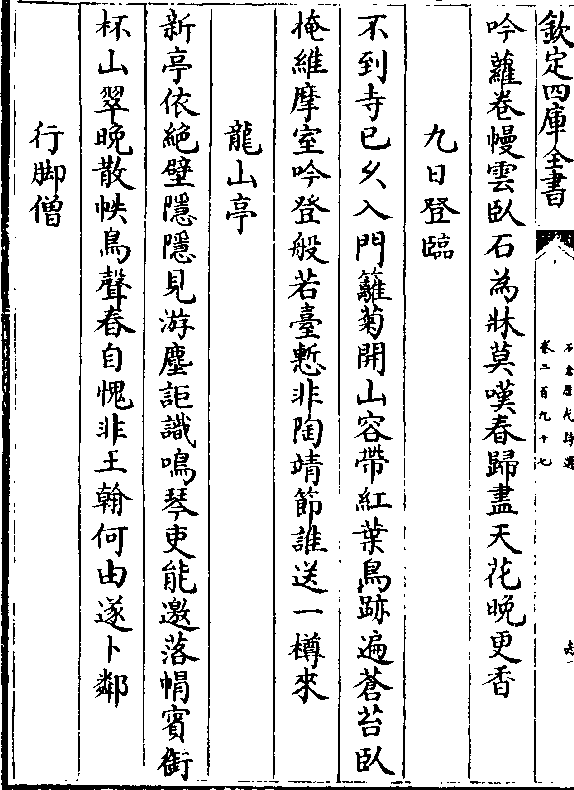 欽定四庫全書
石倉歷代詩選
卷二百九十七
吟蘿卷幔雲臥石為牀莫嘆春歸盡天花晚更香
九日登臨
不到寺已久入門籬菊開山容帶紅葉鳥跡遍蒼苔臥
掩維摩室吟登般若臺慙非陶靖節誰送一樽來
龍山亭
新亭依絶壁隱隱見游塵詎識鳴琴吏能邀落㡌賓銜
杯山翠晚散帙鳥聲春自愧非王翰何由遂卜鄰
行脚僧